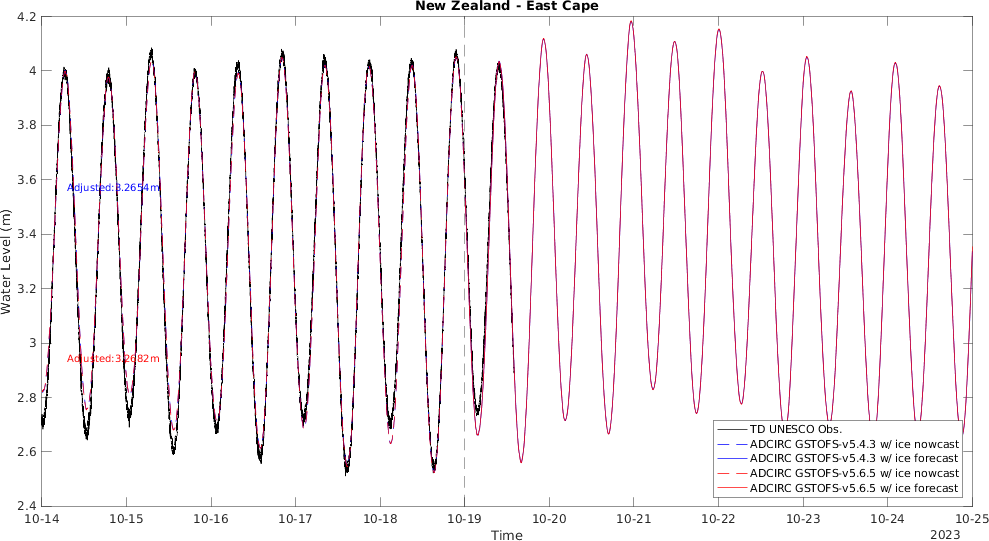 New Zealand - East Cape
4.2
4
3.8
3.6
3.4
3.2
3
2.8
2.6
2.4
Water Level (m)
Adjusted:3.2654m
Adjusted:3.2682m
TD UNESCO Obs.
ADCIRC GSTOFS-v5.4.3 w/ ice nowcast
ADCIRC GSTOFS-v5.4.3 w/ ice forecast
ADCIRC GSTOFS-v5.6.5 w/ ice nowcast
ADCIRC GSTOFS-v5.6.5 w/ ice forecast
10-14 10-15 10-16 10-17 10-18 10-19 10-20 10-21 10-22 10-23 10-24 10-25
Time
2023